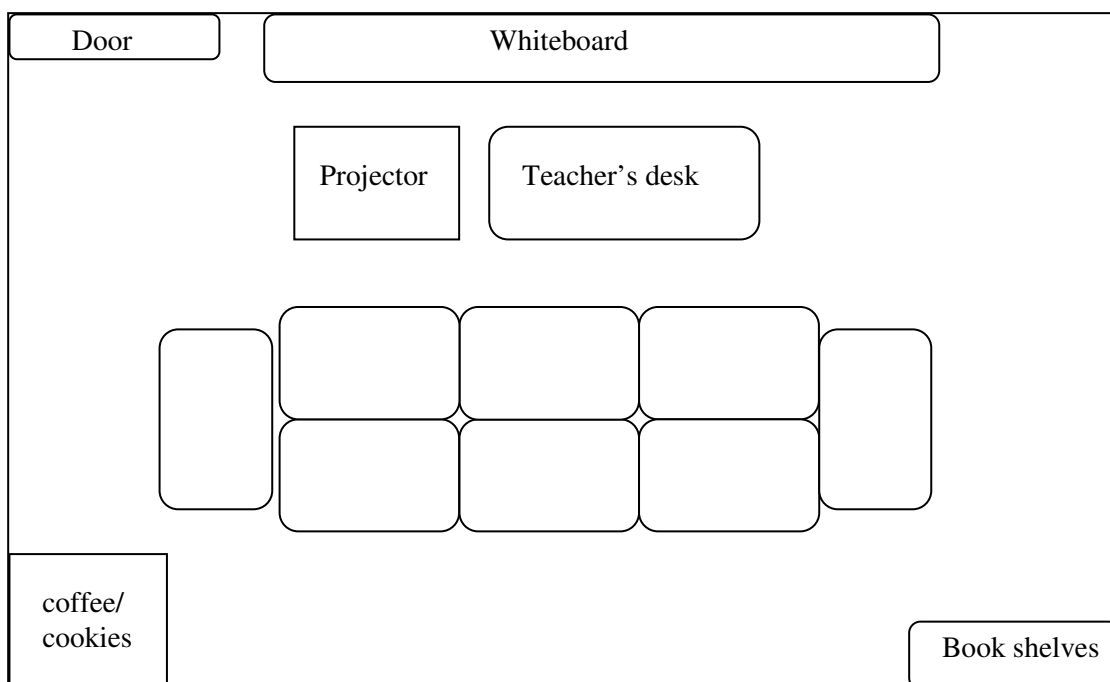 Door
Whiteboard
Projector
Teacher’s desk
coffee/
cookies
Book shelves